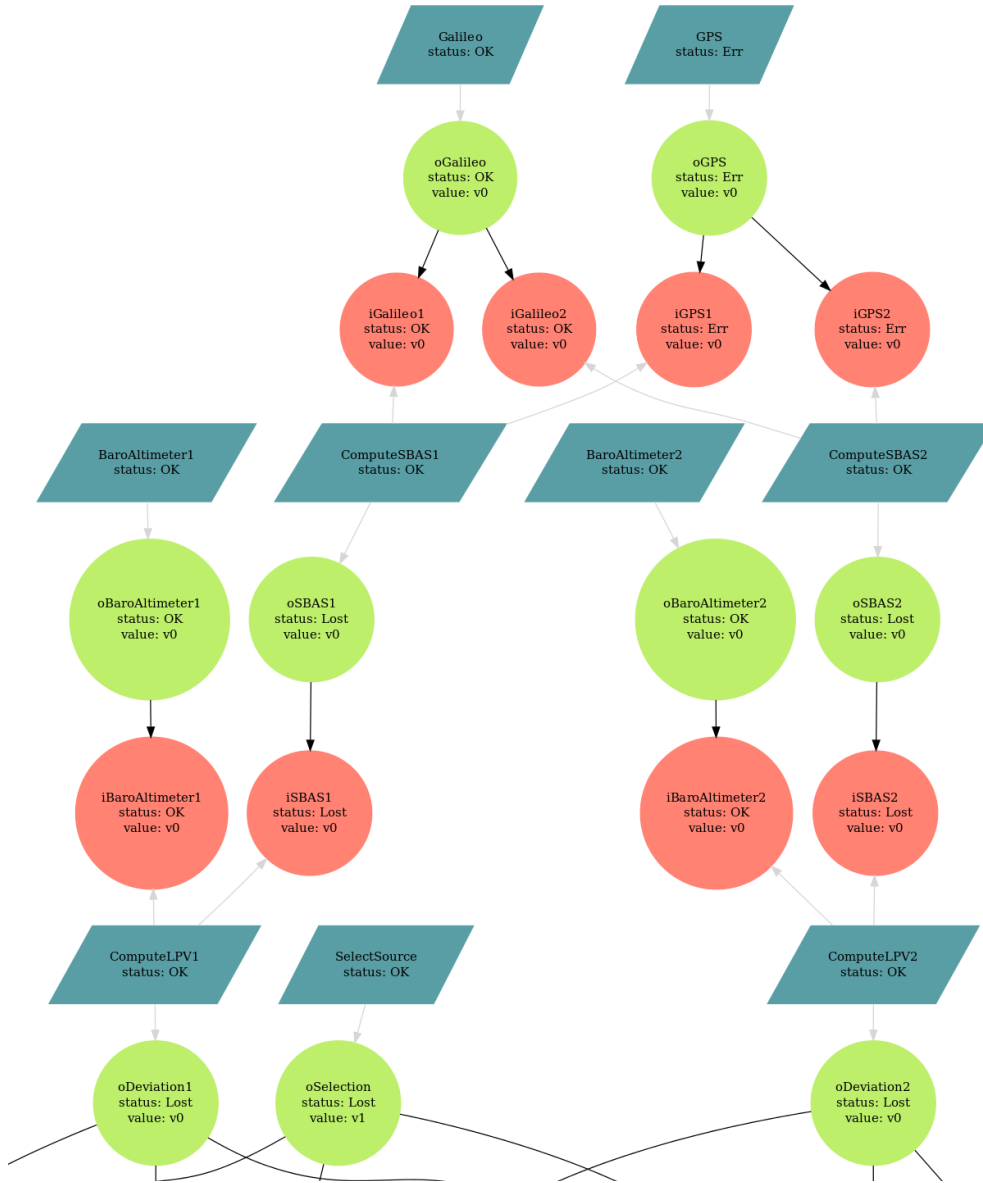 Galileo
status: OK
GPS
status: Err
oGalileo
status: OK
value: v0
oGPS
status: Err
value: v0
iGalileo1
status: OK
value: v0
iGalileo2
status: OK
value: v0
iGPS1
status: Err
value: v0
iGPS2
status: Err
value: v0
BaroAltimeter1
status: OK
ComputeSBAS1
status: OK
BaroAltimeter2
status: OK
ComputeSBAS2
status: OK
oBaroAltimeter1
status: OK
value: v0
oSBAS1
status: Lost
value: v0
oBaroAltimeter2
status: OK
value: v0
oSBAS2
status: Lost
value: v0
iBaroAltimeter1
status: OK
value: v0
iSBAS1
status: Lost
value: v0
iBaroAltimeter2
status: OK
value: v0
iSBAS2
status: Lost
value: v0
ComputeLPV1
status: OK
SelectSource
status: OK
ComputeLPV2
status: OK
oDeviation1
status: Lost
value: v0
oSelection
status: Lost
value: v1
oDeviation2
status: Lost
value: v0